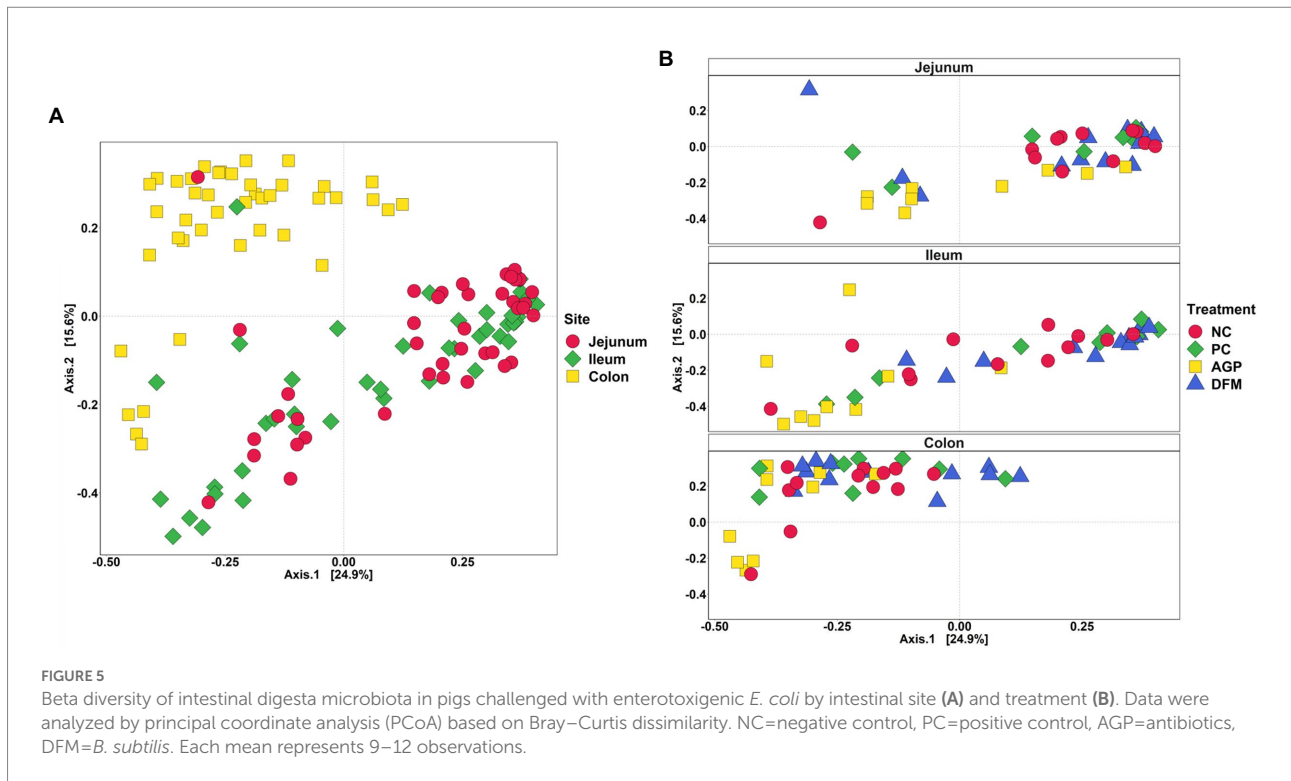 A
0.2
0.0
-0.2
-0.4
Axis.2 [15.6%]
-0.50
-0.25
0.00
0.25
Axis.1 [24.9%]
Site
Jejunum
Ileum
Colon
B
Jejunum
0.2
0.0
-0.2
-0.4
Ileum
0.2
0.0
-0.2
-0.4
Colon
0.2
0.0
-0.2
-0.4
Axis.2 [15.6%]
-0.50
-0.25
0.00
0.25
Axis.1 [24.9%]
Treatment
NC
PC
AGP
DFM
FIGURE 5
Beta diversity of intestinal digesta microbiota in pigs challenged with enterotoxigenic E. coli by intestinal site (A) and treatment (B). Data were
analyzed by principal coordinate analysis (PCoA) based on Bray–Curtis dissimilarity. NC=negative control, PC=positive control, AGP=antibiotics,
DFM=B. subtilis. Each mean represents 9–12 observations.